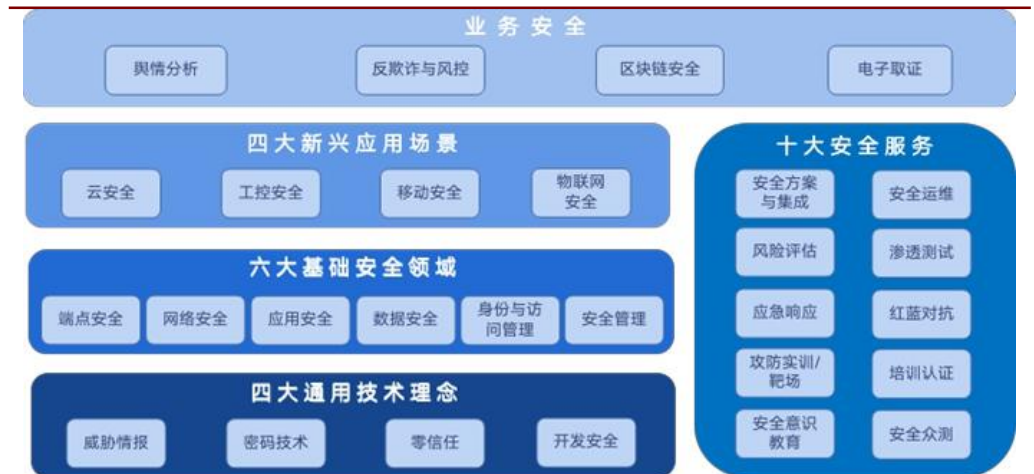 业务安全
舆情分析
反欺诈与风控
区块链安全
电子取证
四大新兴应用场景
云安全
工控安全
移动安全
物联网
安全
六大基础安全领域
端点安全
网络安全
应用安全
数据安全
身份与访
问管理
安全管理
四大通用技术理念
威胁情报
密码技术
零信任
开发安全
十大安全服务
安全方案
与集成
安全运维
风险评估
渗透测试
应急响应
红蓝对抗
攻防实训/
靶场
培训认证
安全意识
教育
安全众测